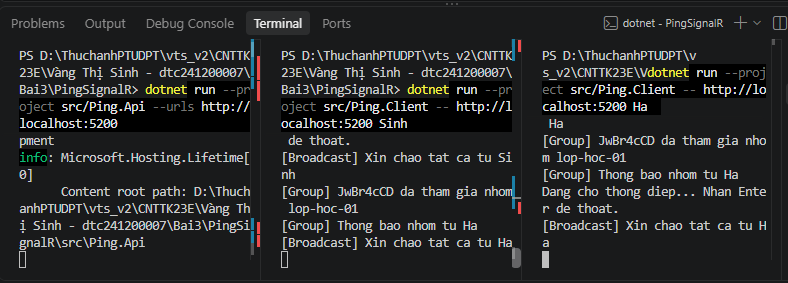 Problems Output Debug Console Terminal Ports dotnet - PingSignalR
PS D:\ThuchanhPTUDPT\vts_v2\CNTTK
23E\Vàng Thị Sinh - dtc241200007\
Bai3\PingSignalR> dotnet run --pr
oject src/Ping.Api --urls http://
localhost:5200
pment
info: Microsoft.Hosting.Lifetime[
0]
Content root path: D:\Thuch
anhPTUDPT\vts_v2\CNTTK23E\Vàng Th
ị Sinh - dtc241200007\Bai3\PingSi
gnalR\src\Ping.Api
PS D:\ThuchanhPTUDPT\vts_v2\CNTTK
23E\Vàng Thị Sinh - dtc241200007\
Bai3\PingSignalR> dotnet run --pr
oject src/Ping.Client -- http://l
ocalhost:5200 Sinh
de thoat.
[Broadcast] Xin chao tat ca tu Si
nh
[Group] JwBr4cCD da tham gia nhom
lop-hoc-01
[Group] Thong bao nhom tu Ha
[Broadcast] Xin chao tat ca tu Ha
PS D:\ThuchanhPTUDPT\v
s_v2\CNTTK23E\Vdotnet run --proj
ect src/Ping.Client -- http://lo
calhost:5200 Ha
Ha
[Group] JwBr4cCD da tham gia nho
m lop-hoc-01
[Group] Thong bao nhom tu Ha
Dang cho thong diep... Nhan Ente
r de thoat.
[Broadcast] Xin chao tat ca tu H
a